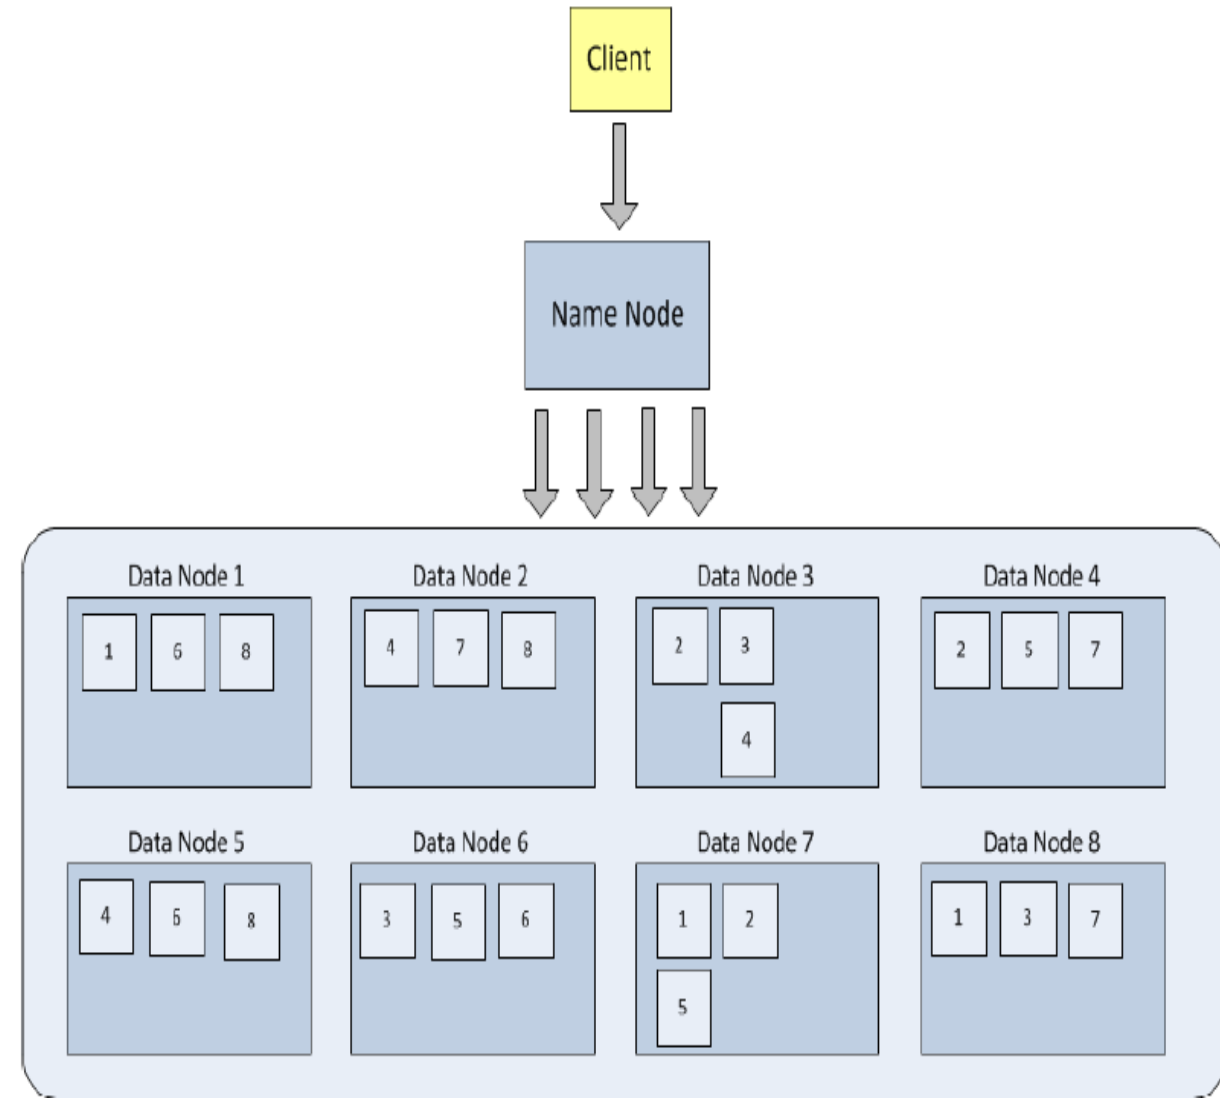 Client
Name Node
Data Node 1 Data Node 2 Data Node 3 Data Node 4
1 6 8 4 7 8 2 3 2 5 7
4
Data Node 5 Data Node 6 Data Node 7 Data Node 8
4 6 8 3 5 6 1 2 1 3 7
5